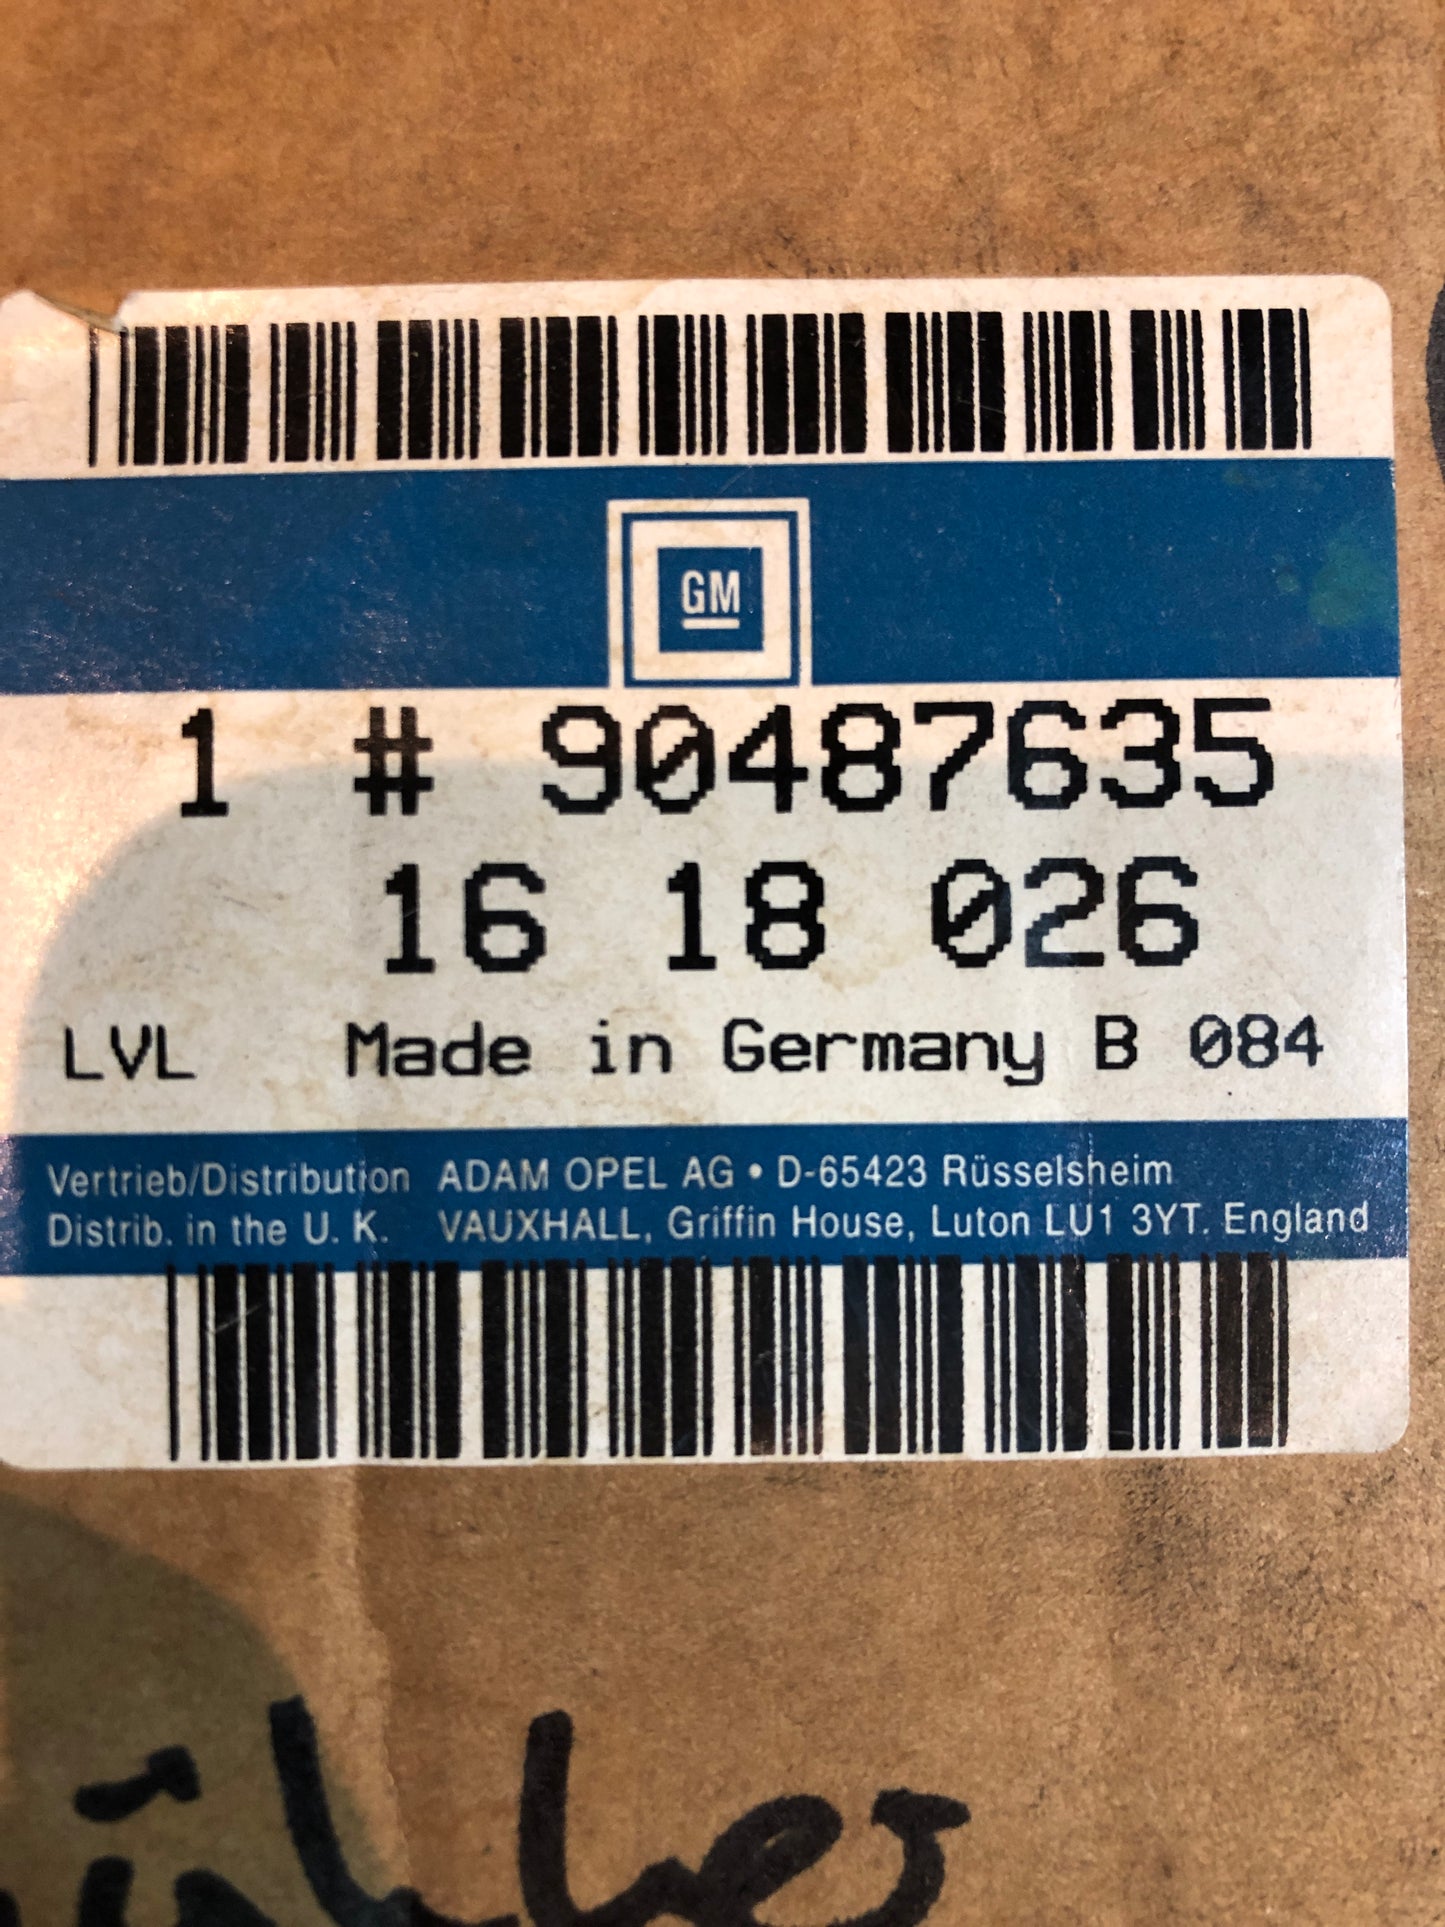 GM
1 # 90487635
16 18 026
LVL Made in Germany B 084
Vertrieb/Distribution ADAM OPEL AG • D-65423 Rüsselsheim
Distrib. in the U. K. VAUXHALL, Griffin House, Luton LU1 3YT. England